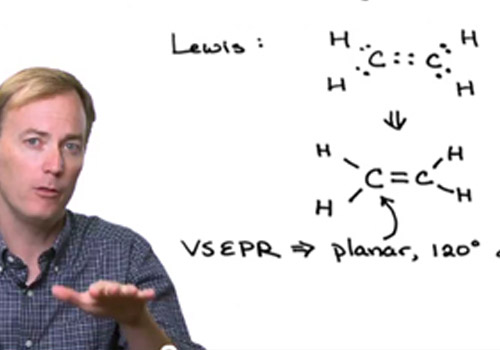 Lewis :
H H
C :: C
H H
⇓
H H
C = C
H H
VSEPR ⇒ planar, 120°